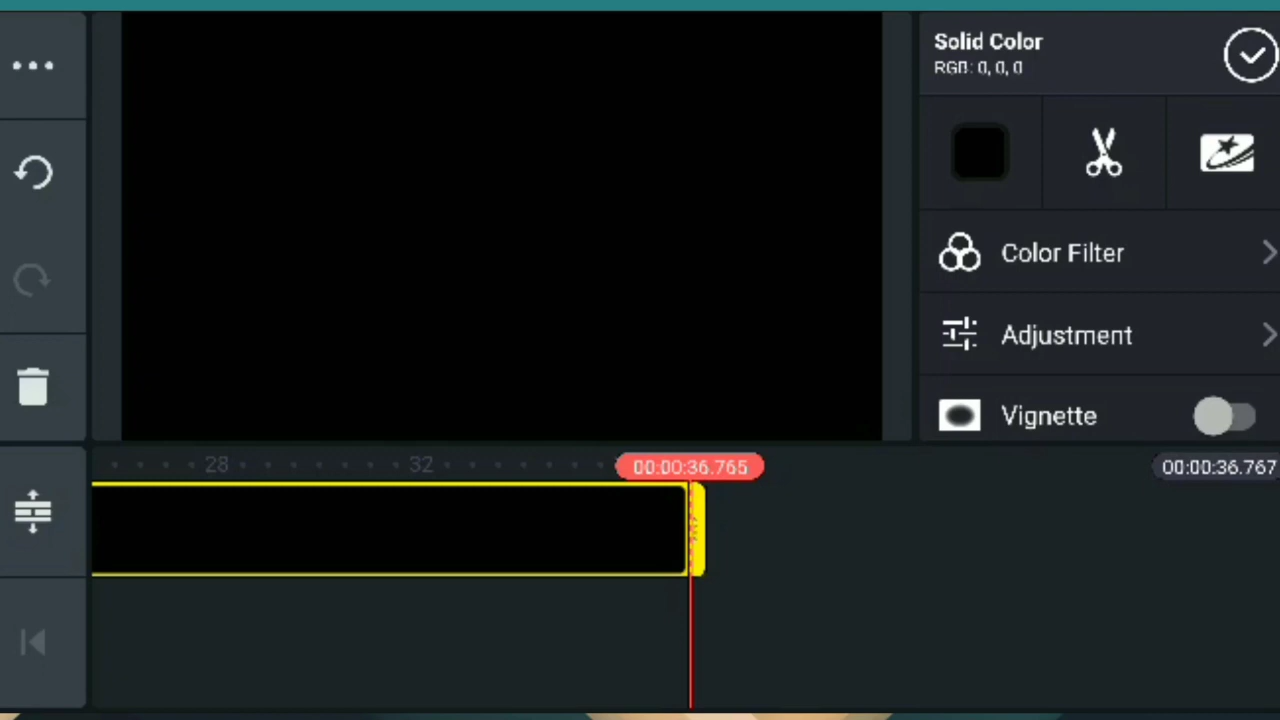 Solid Color
RGB: 0, 0, 0
Color Filter
Adjustment
Vignette
28
32
00:00:36.765
00:00:36.767